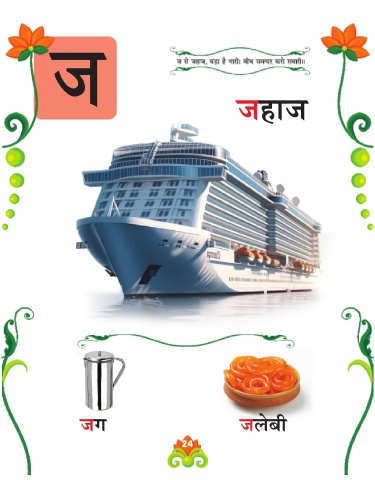 ज
ज से जहाज, बड़ा है भारी। बीच समन्दर करो सवारी॥
जहाज
जग
जलेबी
24